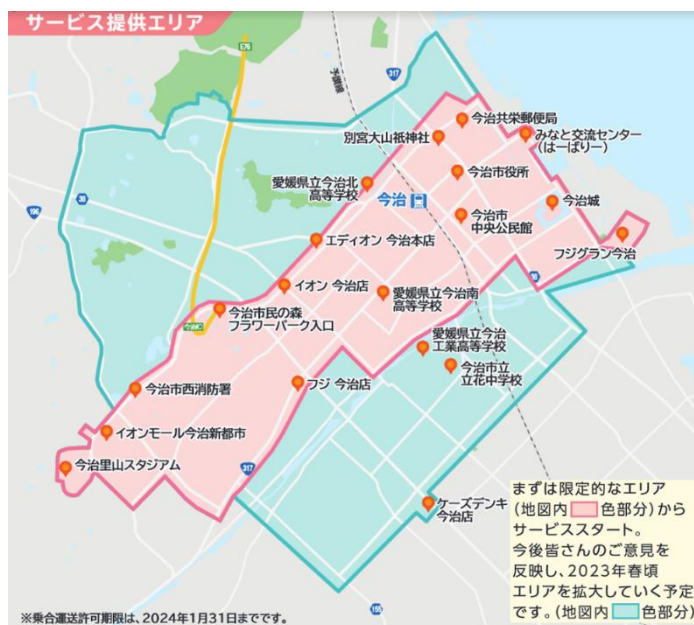 サービス提供エリア
E76
317
予讃線
今治共栄郵便局
別宮大山祇神社
みなと交流センター
(はーばりー)
愛媛県立今治北
高等学校
今治市役所
今治
今治城
38
196
今治市
中央公民館
エディオン 今治本店
フジグラン今治
イオン 今治店
愛媛県立今治南
高等学校
今治市民の森
フラワーパーク入口
愛媛県立今治
工業高等学校
今治市立
立花中学校
今治市西消防署
フジ 今治店
イオンモール今治新都市
今治里山スタジアム
317
ケーズデンキ
今治店
まずは限定的なエリア
(地図内 色部分)から
サービススタート。
今後皆さんのご意見を
反映し、2023年春頃
エリアを拡大していく予定
です。(地図内 色部分)
155
※乗合運送許可期限は、2024年1月31日までです。